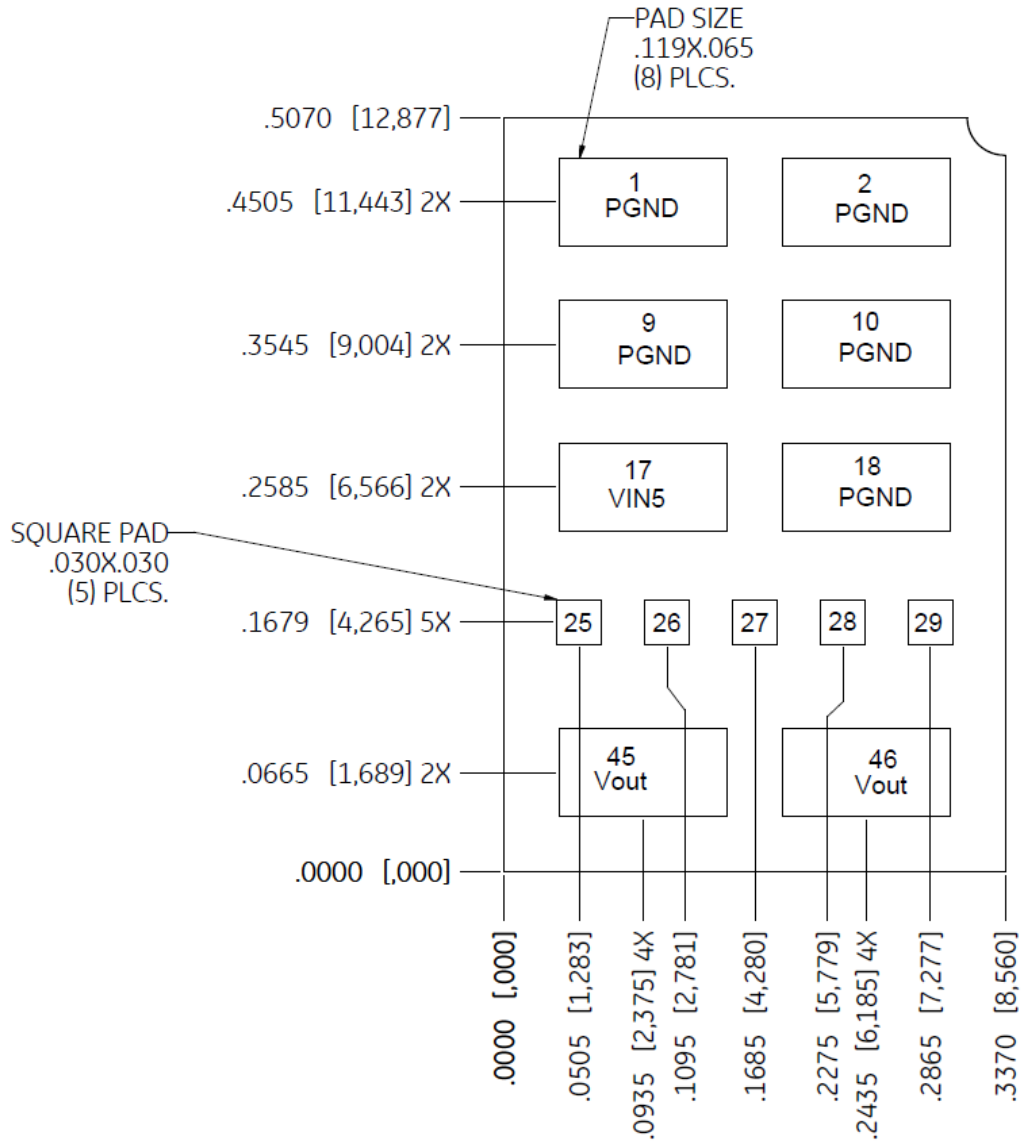 PAD SIZE
.119X.065
(8) PLCS.
.5070 [12,877]
1
PGND
2
PGND
.4505 [11,443] 2X
9
PGND
10
PGND
.3545 [9,004] 2X
17
VIN5
18
PGND
.2585 [6,566] 2X
SQUARE PAD
.030X.030
(5) PLCS.
.1679 [4,265] 5X
25
26
27
28
29
45
Vout
46
Vout
.0665 [1,689] 2X
.0000 [,000]
.0000 [,000]
.0505 [1,283]
.0935 [2,375] 4X
.1095 [2,781]
.1685 [4,280]
.2275 [5,779]
.2435 [6,185] 4X
.2865 [7,277]
.3370 [8,560]